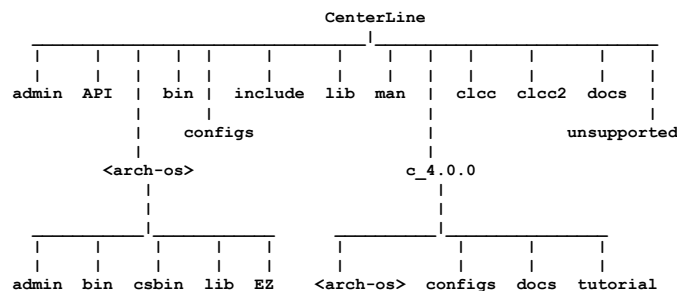 CenterLine
admin API bin include lib man clcc clcc2 docs
configs unsupported
<arch-os> c_4.0.0
admin bin csbin lib EZ <arch-os> configs docs tutorial